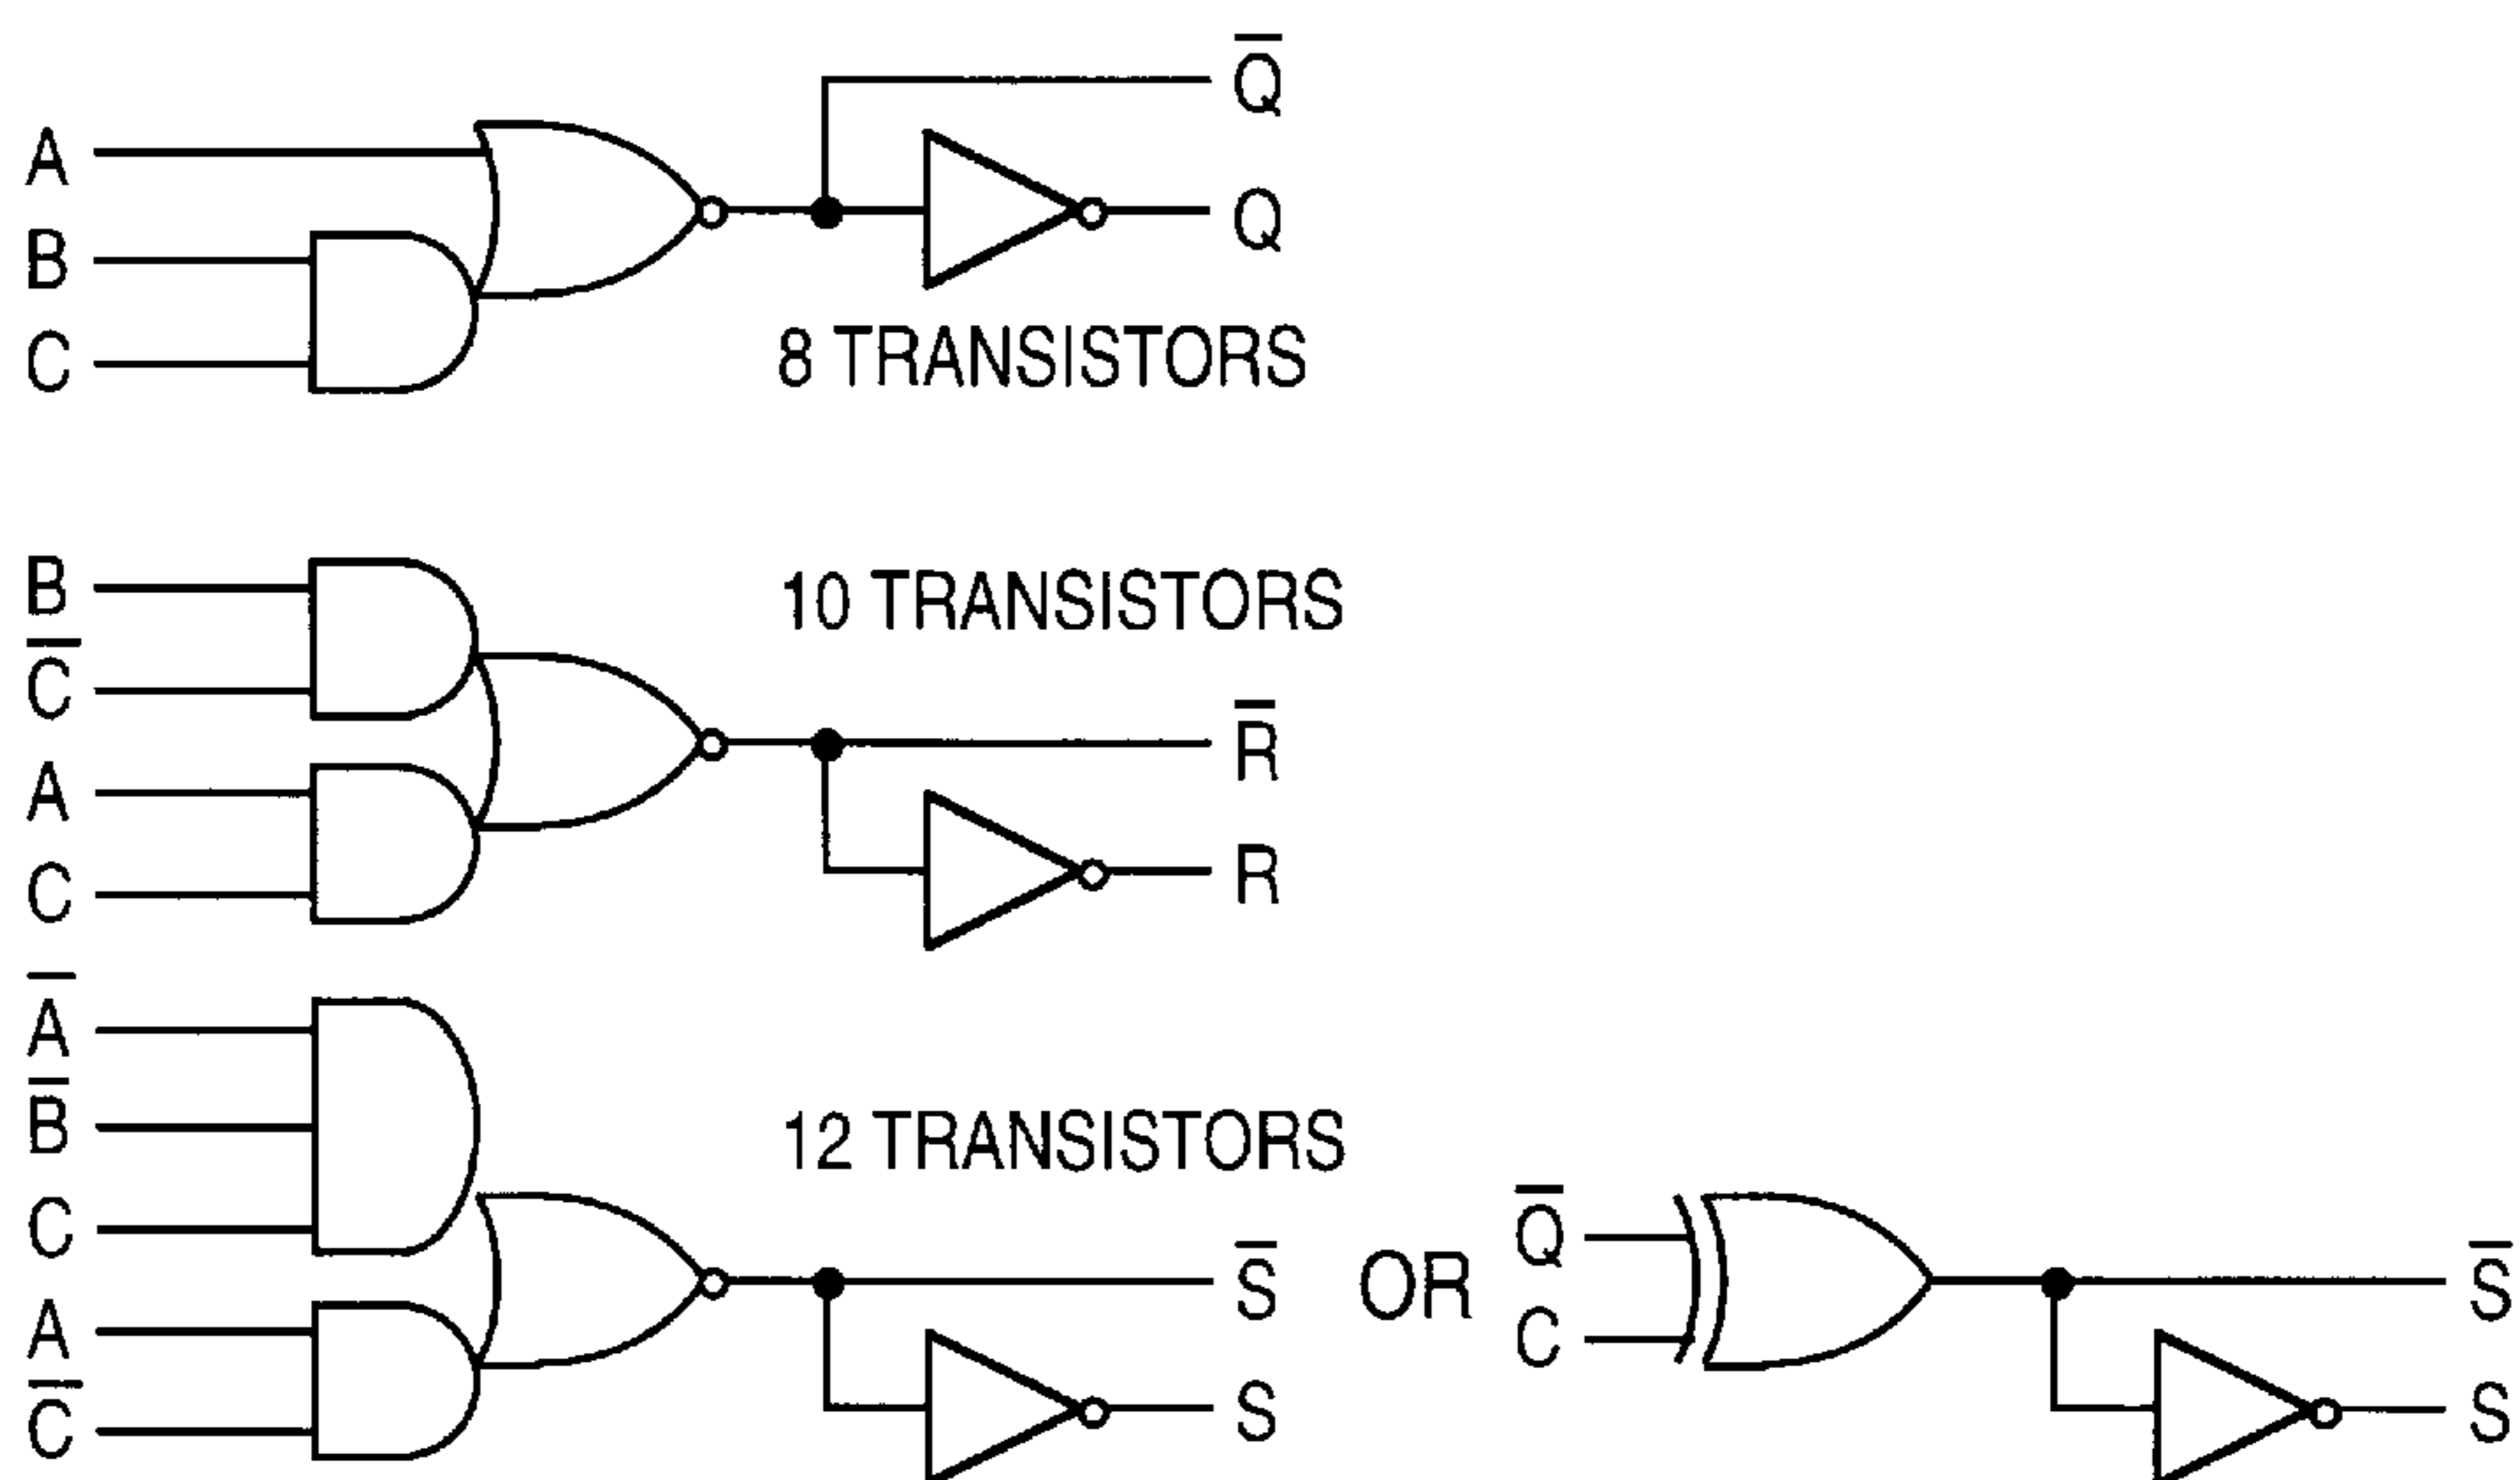 Q̅
A
Q
B
C
8 TRANSISTORS
B
10 TRANSISTORS
C̅
R̅
A
R
C
A̅
B̅
12 TRANSISTORS
C
S̅ OR Q̅ S̅
A
C
C̅
S
S